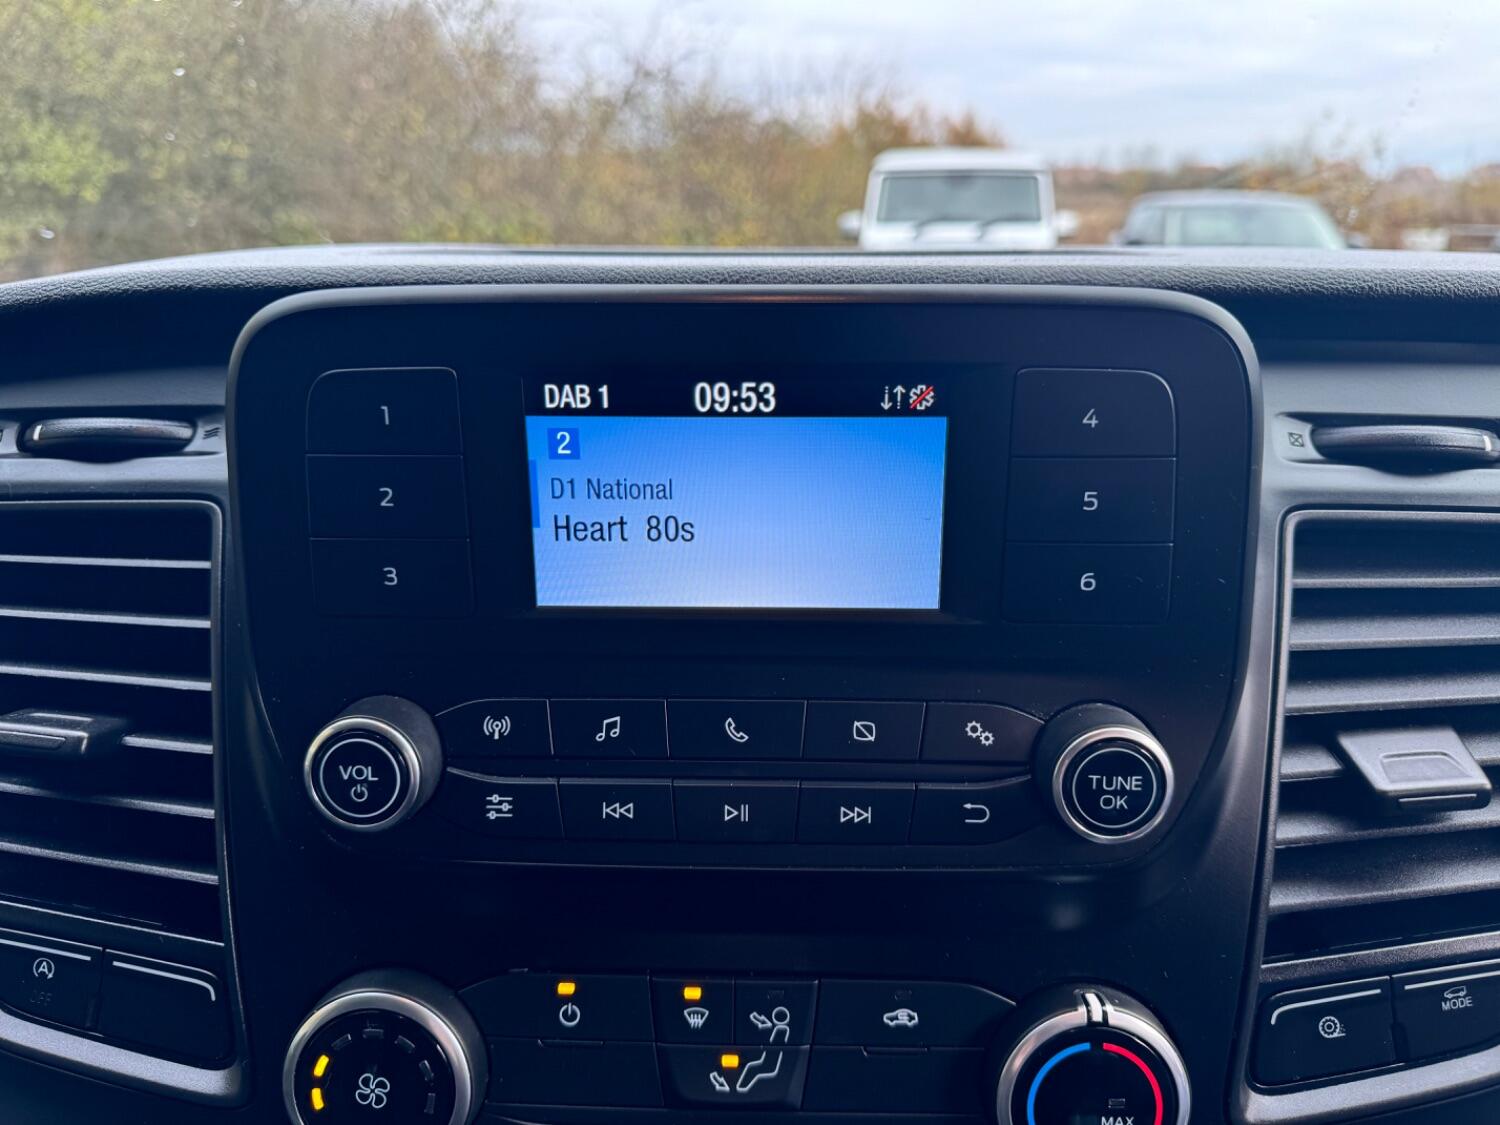 DAB 1 09:53
2
D1 National
Heart 80s
1
2
3
4
5
6
VOL
TUNE
OK
A
OFF
MODE
MAX